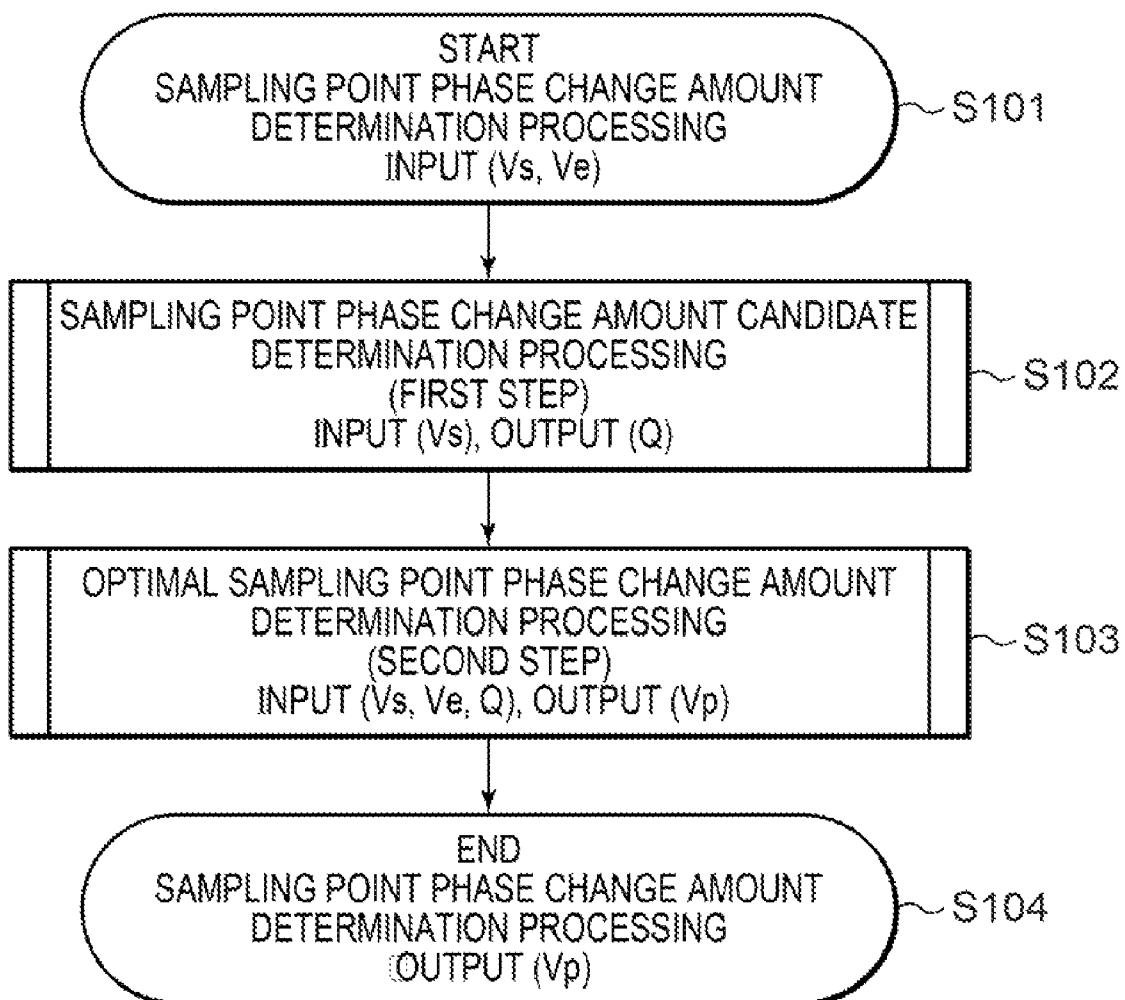 START
SAMPLING POINT PHASE CHANGE AMOUNT
DETERMINATION PROCESSING
INPUT (Vs, Ve)
S101
SAMPLING POINT PHASE CHANGE AMOUNT CANDIDATE
DETERMINATION PROCESSING
(FIRST STEP)
INPUT (Vs), OUTPUT (Q)
S102
OPTIMAL SAMPLING POINT PHASE CHANGE AMOUNT
DETERMINATION PROCESSING
(SECOND STEP)
INPUT (Vs, Ve, Q), OUTPUT (Vp)
S103
END
SAMPLING POINT PHASE CHANGE AMOUNT
DETERMINATION PROCESSING
OUTPUT (Vp)
S104